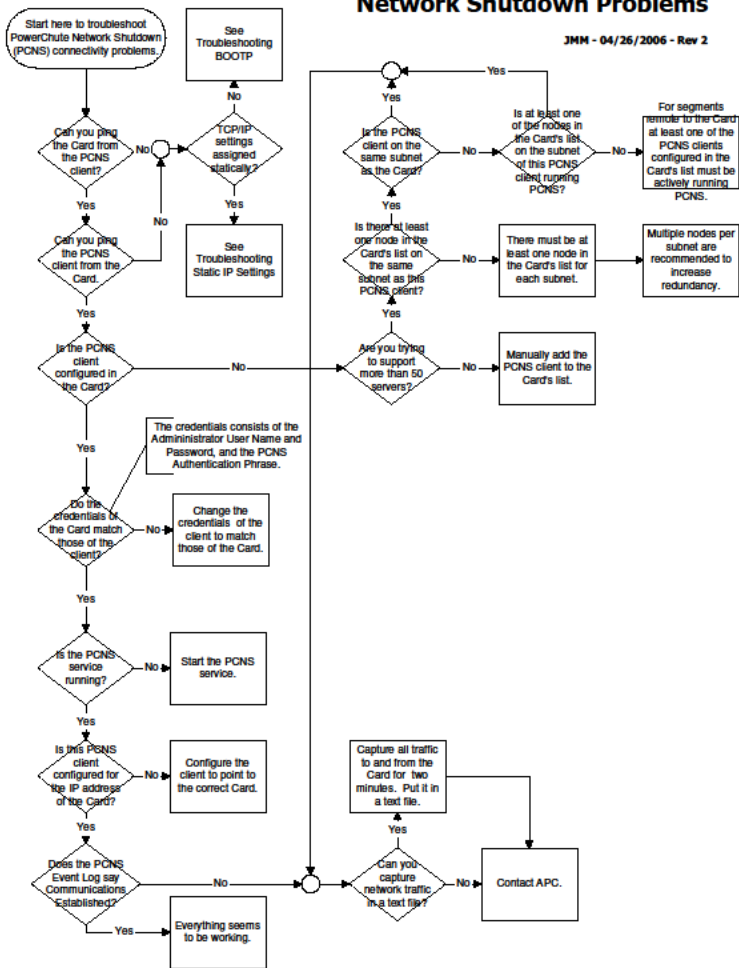 Network Shutdown Problems
JMM - 04/26/2006 - Rev 2
Start here to troubleshoot
PowerChute Network Shutdown
(PCNS) connectivity problems.
See
Troubleshooting
BOOTP
No
Can you ping
the Card from
the PCNS
client?
No
TCP/IP
settings
assigned
statically?
Yes
No
Yes
Can you ping
the PCNS
client from the
Card.
See
Troubleshooting
Static IP Settings
Yes
Is the PCNS
client
configured in
the Card?
No
Yes
The credentials consists of the
Admininistrator User Name and
Password, and the PCNS
Authentication Phrase.
Do the
credentials of
the Card match
those of the
client?
No
Change the
credentials of the
client to match
those of the Card.
Yes
Is the PCNS
service
running?
No
Start the PCNS
service.
Yes
Is this PCNS
client
configured for
the IP address
of the Card?
No
Configure the
client to point to
the correct Card.
Yes
Does the PCNS
Event Log say
Communications
Established?
No
Yes
Everything seems
to be working.
Yes
Yes
Is the PCNS
client on the
same subnet
as the Card?
No
Is at least one
of the nodes in
the Card's list
on the subnet
of this PCNS
client running
PCNS?
No
For segments
remote to the Card
at least one of the
PCNS clients
configured in the
Card's list must be
actively running
PCNS.
Yes
Is there at least
one node in the
Card's list on
the same
subnet as this
PCNS client?
No
There must be at
least one node in
the Card's list for
each subnet.
Multiple nodes per
subnet are
recommended to
increase
redundancy.
Yes
Are you trying
to support
more than 50
servers?
No
Manually add the
PCNS client to the
Card's list.
Capture all traffic
to and from the
Card for two
minutes. Put it in
a text file.
Yes
Can you
capture
network traffic
in a text file?
No
Contact APC.